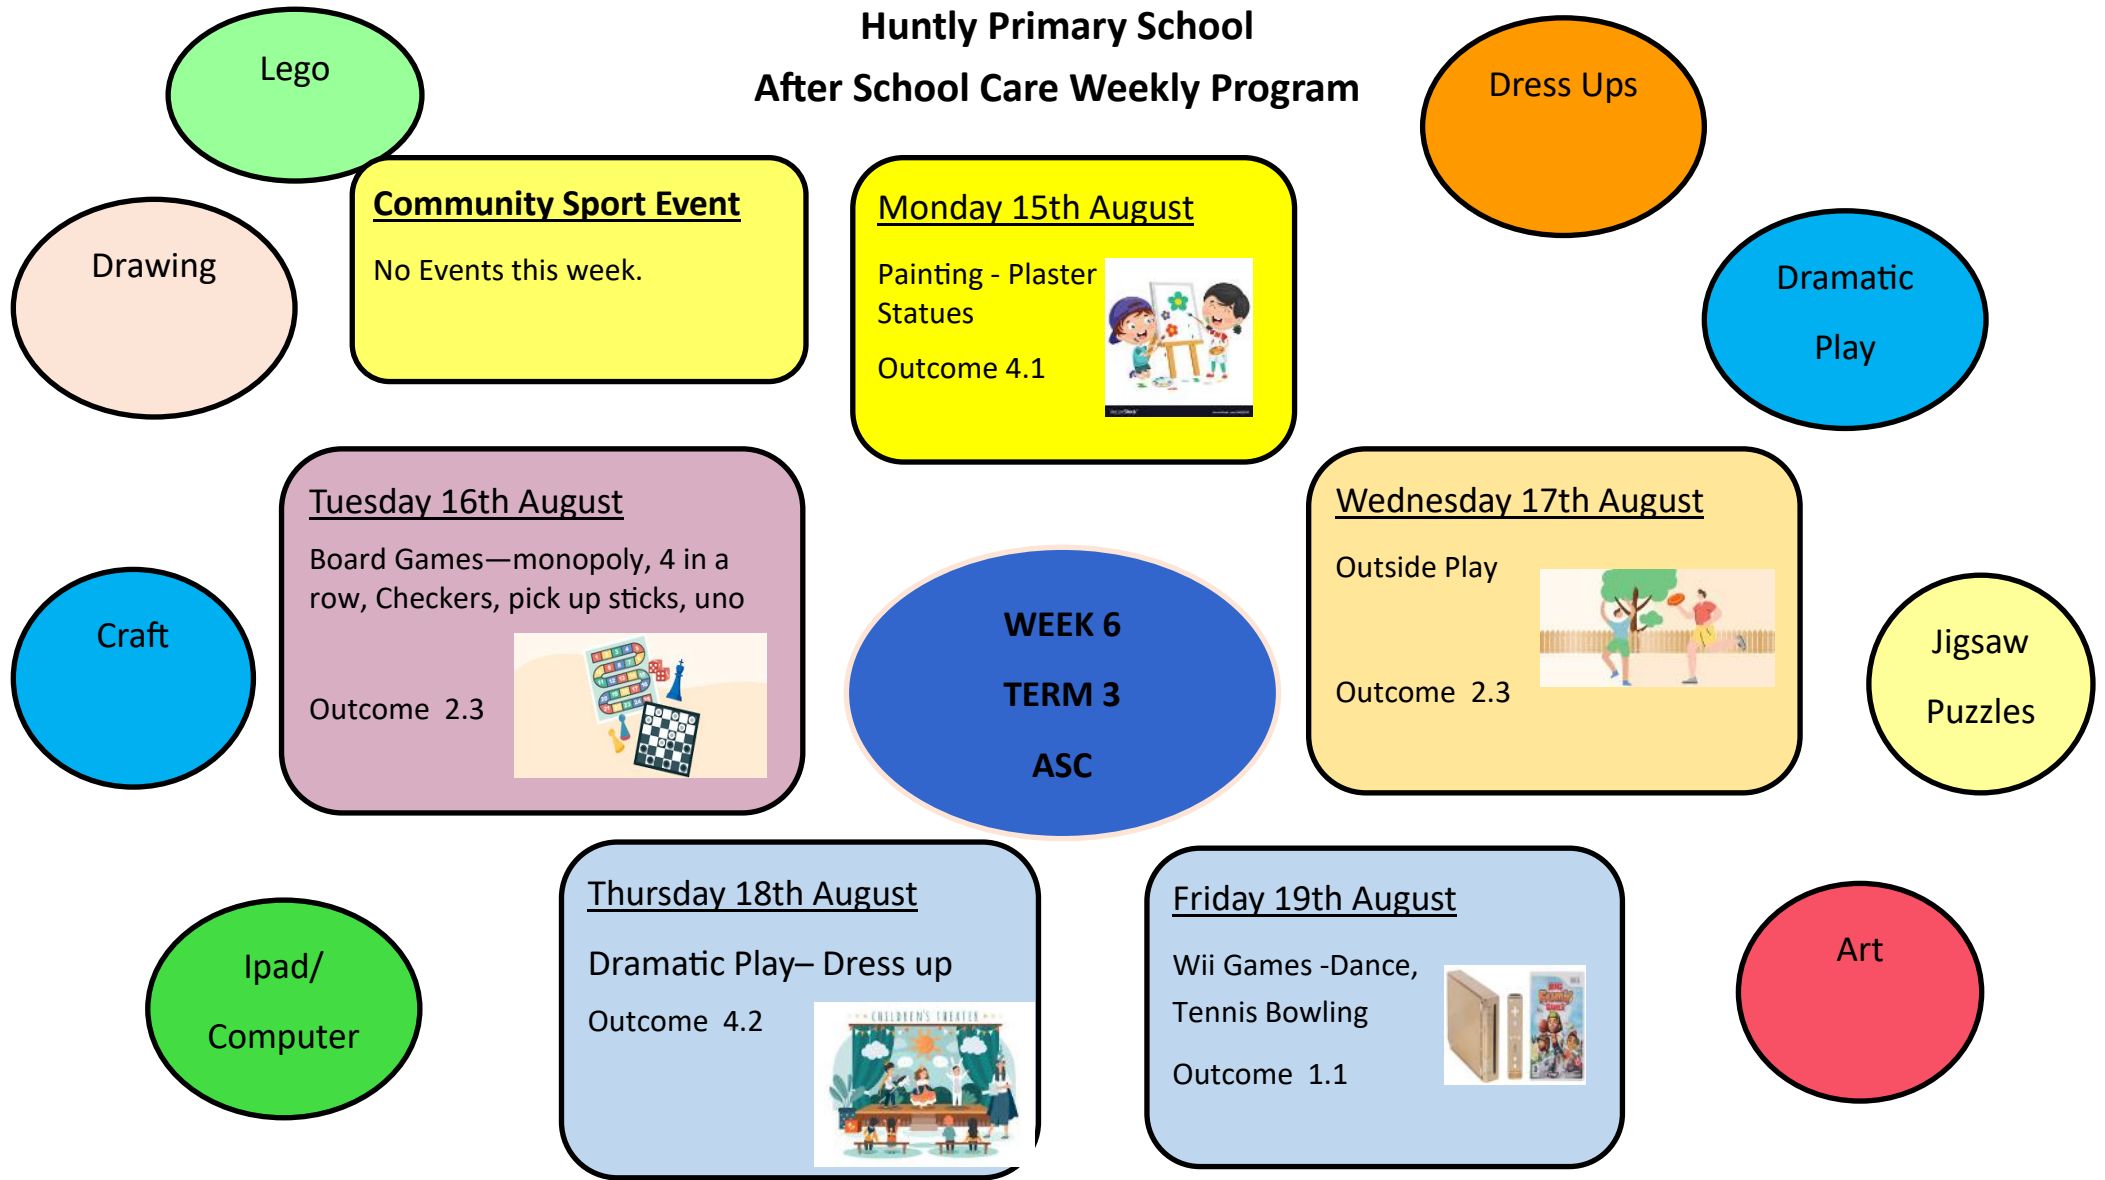 Huntly Primary School
After School Care Weekly Program
Lego
Dress Ups
Drawing
Dramatic
Play
Community Sport Event
No Events this week.
Monday 15th August
Painting - Plaster
Statues
Outcome 4.1
Tuesday 16th August
Board Games—monopoly, 4 in a
row, Checkers, pick up sticks, uno
Outcome  2.3
Wednesday 17th August
Outside Play
Outcome  2.3
Craft
WEEK 6
TERM 3
ASC
Jigsaw
Puzzles
Ipad/
Computer
Thursday 18th August
Dramatic Play– Dress up
Outcome  4.2
CHILDREN'S THEATER
Friday 19th August
Wii Games -Dance,
Tennis Bowling
Outcome  1.1
BIG
FAMILY
GAMES
Art